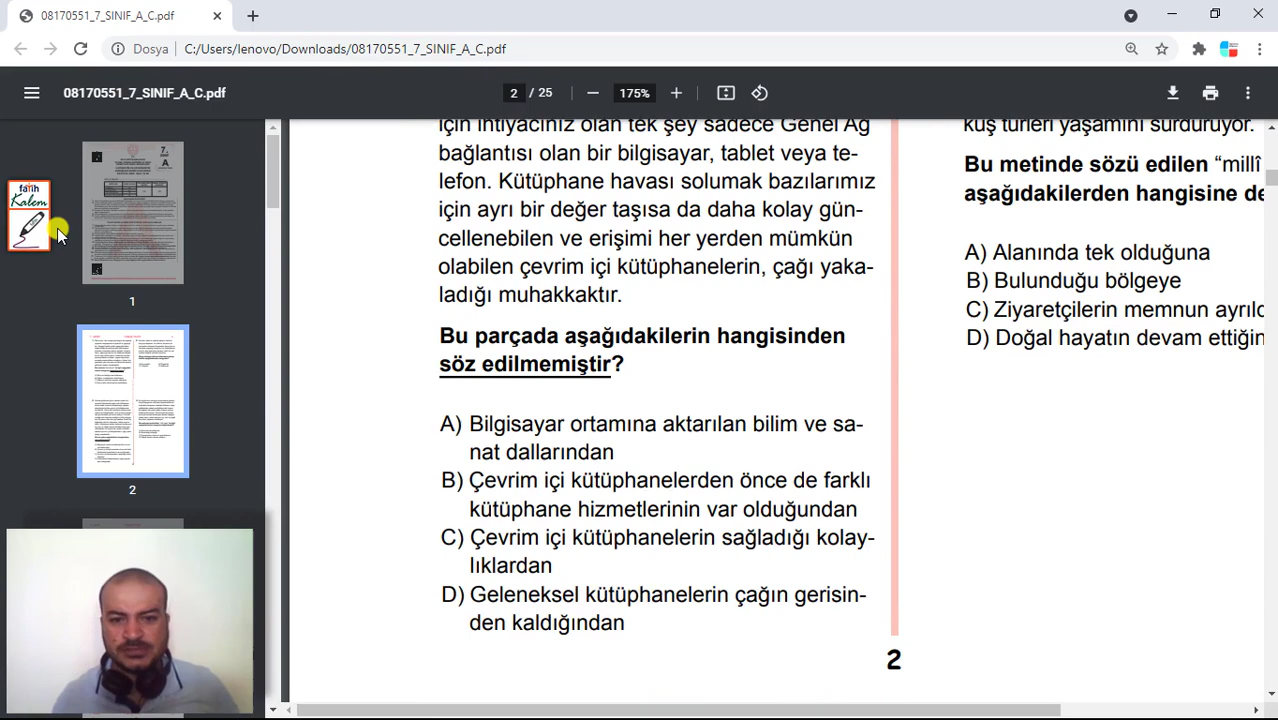 08170551_7_SINIF_A_C.pdf
Dosya
C:/Users/lenovo/Downloads/08170551_7_SINIF_A_C.pdf
08170551_7_SINIF_A_C.pdf
2 / 25
175%
fatih
Kalem
7.
A
1
2
için ihtiyacınız olan tek şey sadece Genel Ağ
bağlantısı olan bir bilgisayar, tablet veya te-
lefon. Kütüphane havası solumak bazılarımız
için ayrı bir değer taşısa da daha kolay gün-
cellenebilen ve erişimi her yerden mümkün
olabilen çevrim içi kütüphanelerin, çağı yaka-
ladığı muhakkaktır.
Bu parçada aşağıdakilerin hangisinden
söz edilmemiştir?
A) Bilgisayar ortamına aktarılan bilim ve sa-
nat dallarından
B) Çevrim içi kütüphanelerden önce de farklı
kütüphane hizmetlerinin var olduğundan
C) Çevrim içi kütüphanelerin sağladığı kolay-
lıklardan
D) Geleneksel kütüphanelerin çağın gerisin-
den kaldığından
kuş türleri yaşamını sürdürüyor.
Bu metinde sözü edilen “millî
aşağıdakilerden hangisine de
A) Alanında tek olduğuna
B) Bulunduğu bölgeye
C) Ziyaretçilerin memnun ayrılc
D) Doğal hayatın devam ettiğin
2